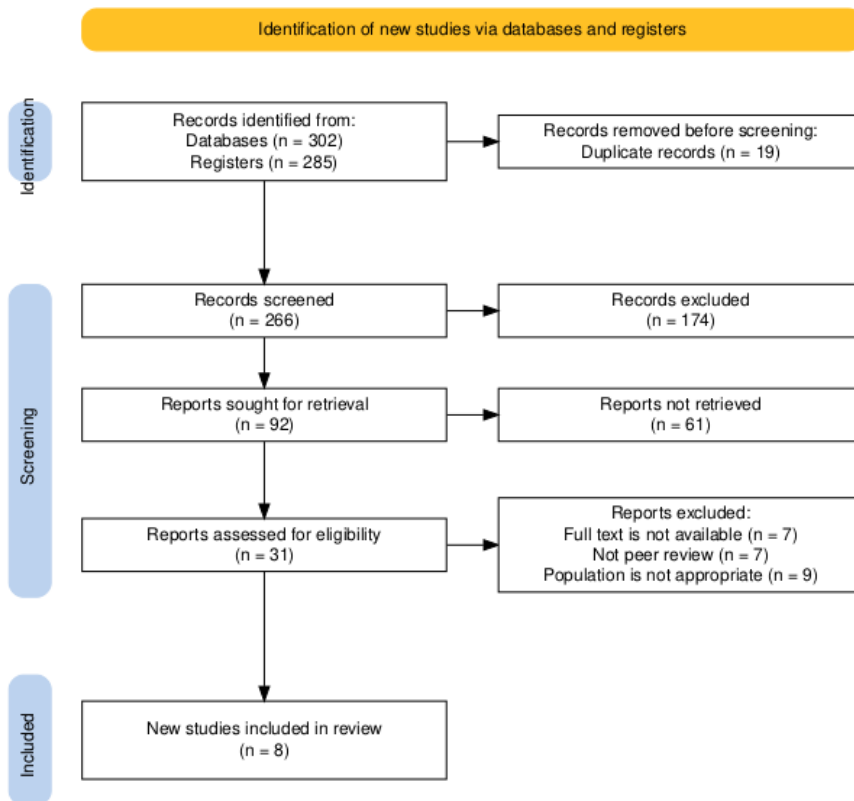 Identification of new studies via databases and registers
Identification
Records identified from:
Databases (n = 302)
Registers (n = 285)
Records removed before screening:
Duplicate records (n = 19)
Screening
Records screened
(n = 266)
Records excluded
(n = 174)
Reports sought for retrieval
(n = 92)
Reports not retrieved
(n = 61)
Reports assessed for eligibility
(n = 31)
Reports excluded:
Full text is not available (n = 7)
Not peer review (n = 7)
Population is not appropriate (n = 9)
Included
New studies included in review
(n = 8)